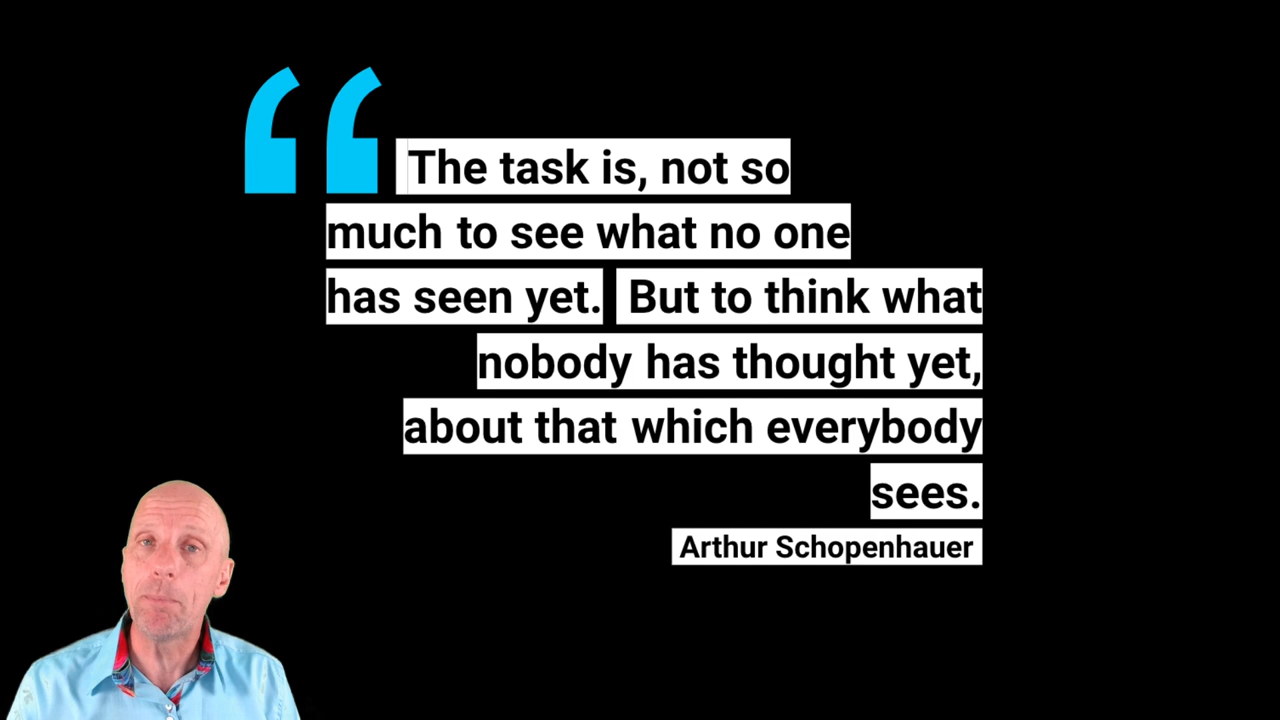 “ The task is, not so
much to see what no one
has seen yet. But to think what
nobody has thought yet,
about that which everybody
sees.
Arthur Schopenhauer